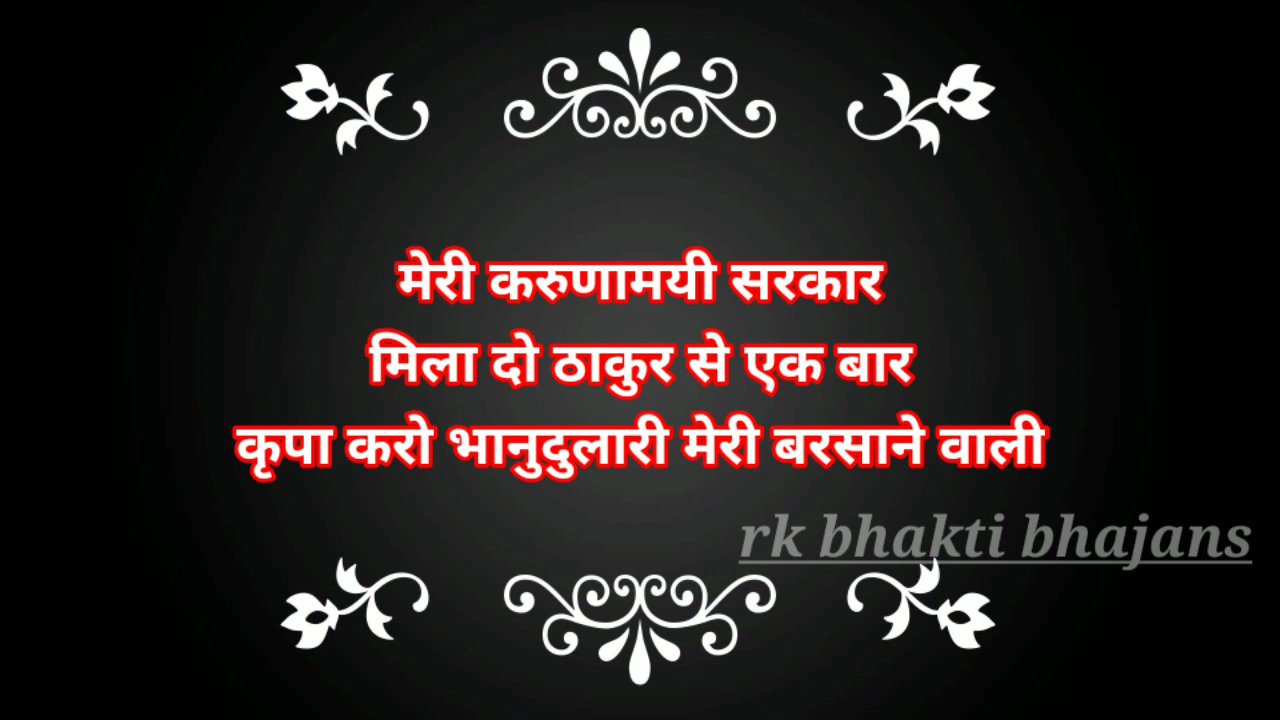 मेरी करुणामयी सरकार
मिला दो ठाकुर से एक बार
कृपा करो भानुदुलारी मेरी बरसाने वाली
rk bhakti bhajans